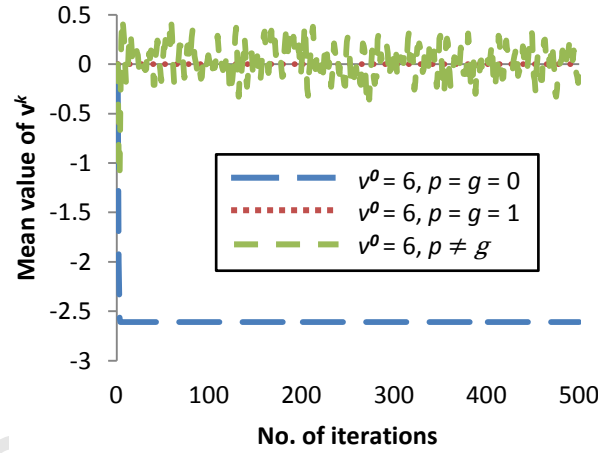 0.5
0
-0.5
-1
-1.5
-2
-2.5
-3
Mean value of v^k
v^0 = 6, p = g = 0
v^0 = 6, p = g = 1
v^0 = 6, p ≠ g
0 100 200 300 400 500
No. of iterations